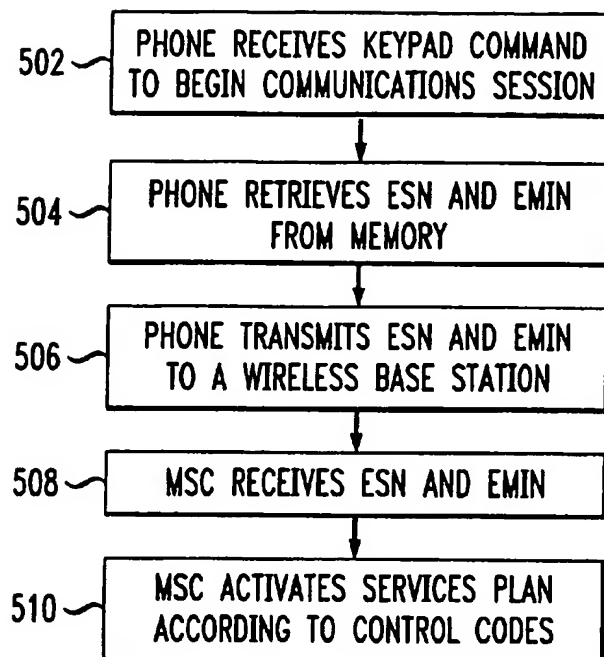 502
PHONE RECEIVES KEYPAD COMMAND
TO BEGIN COMMUNICATIONS SESSION
504
PHONE RETRIEVES ESN AND EMIN
FROM MEMORY
506
PHONE TRANSMITS ESN AND EMIN
TO A WIRELESS BASE STATION
508
MSC RECEIVES ESN AND EMIN
510
MSC ACTIVATES SERVICES PLAN
ACCORDING TO CONTROL CODES